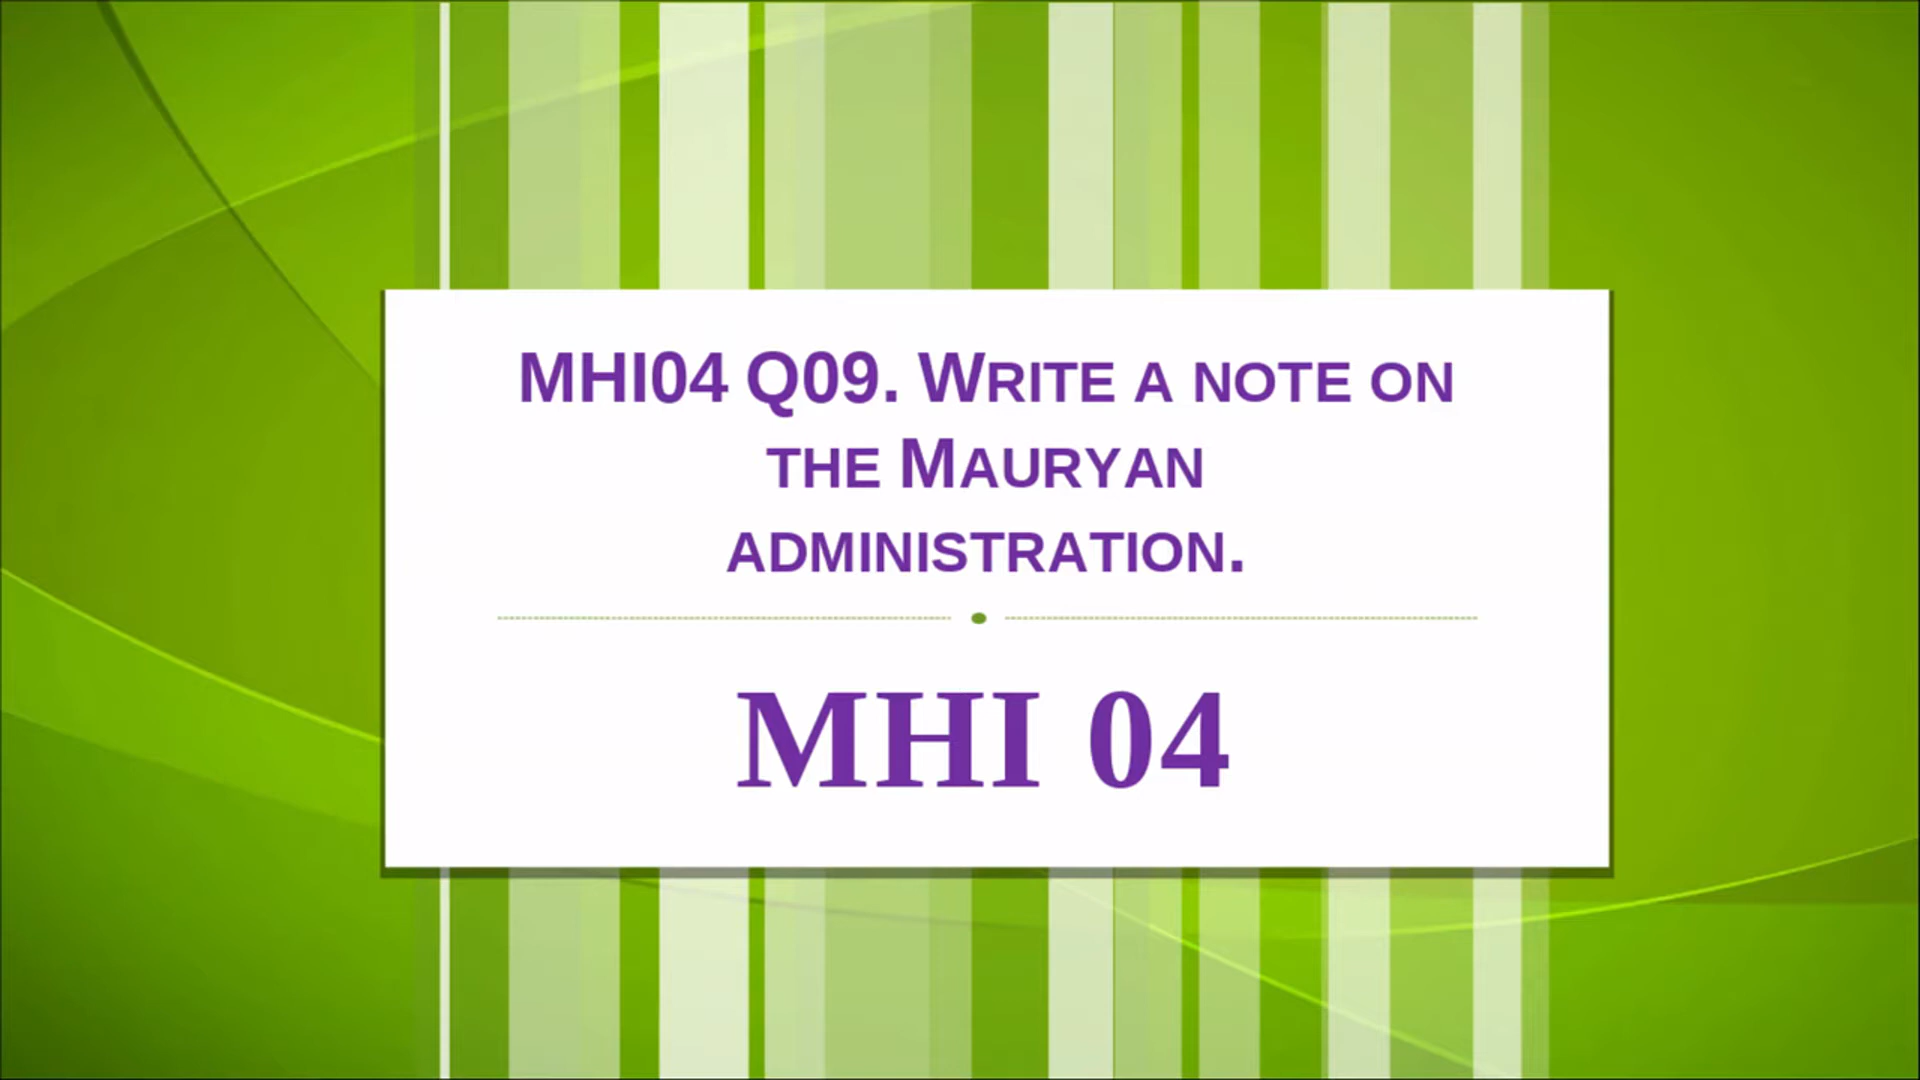 MHI04 Q09. WRITE A NOTE ON
THE MAURYAN
ADMINISTRATION.
MHI 04